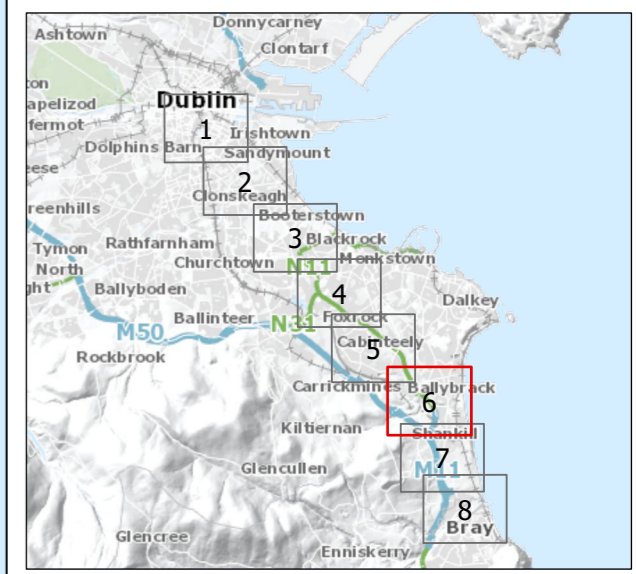 Donnycarney
Ashtown
Clontarf
ton
apelizod
Dublin
fermot
1
Irishtown
Dolphins Barn
Sandymount
eese
2
Clonskeagh
reenhills
Booterstown
3
Blackrock
Tymon
North
Rathfarnham
Churchtown
N11
Monkstown
ght
Ballyboden
4
Dalkey
Ballinteer
N31
Foxrock
M50
Cabinteely
5
Rockbrook
Carrickmines
Ballybrack
6
Kiltiernan
Shankill
7
Glencullen
M11
8
Bray
Glencree
Enniskerry